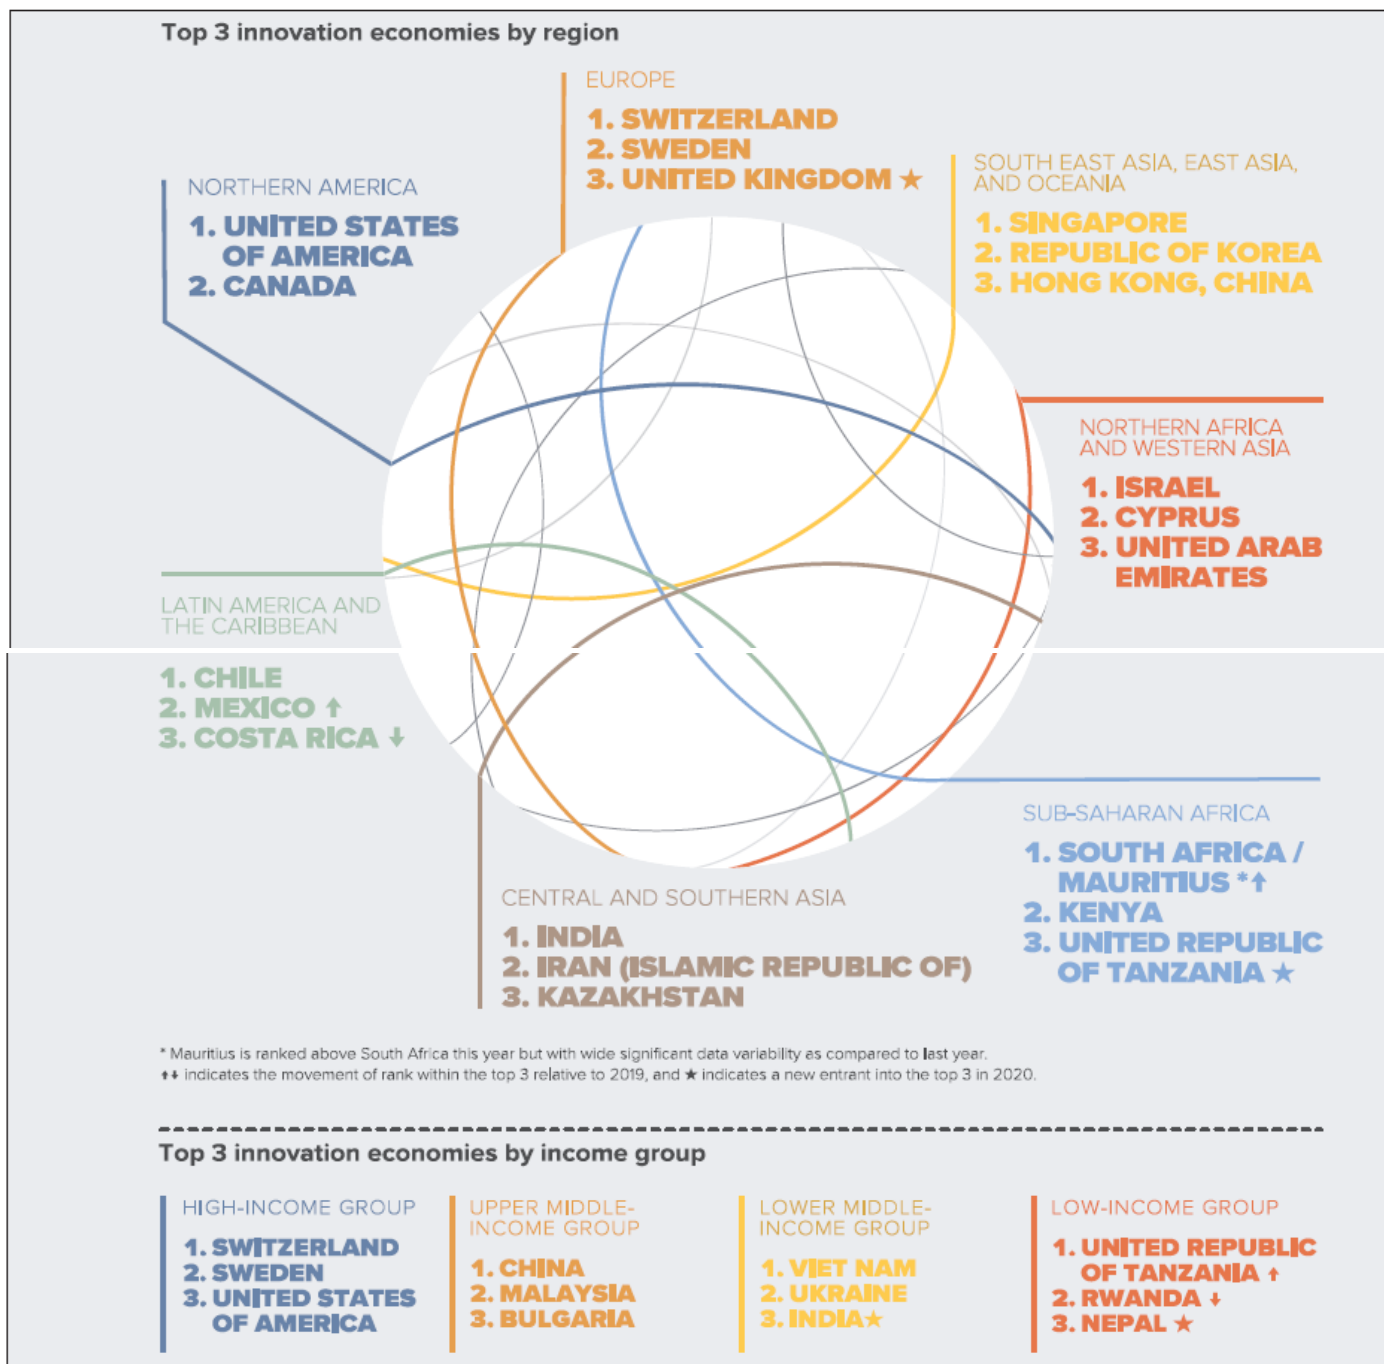 Top 3 innovation economies by region
EUROPE
1. SWITZERLAND
2. SWEDEN
3. UNITED KINGDOM ★
NORTHERN AMERICA
1. UNITED STATES
OF AMERICA
2. CANADA
SOUTH EAST ASIA, EAST ASIA,
AND OCEANIA
1. SINGAPORE
2. REPUBLIC OF KOREA
3. HONG KONG, CHINA
NORTHERN AFRICA
AND WESTERN ASIA
1. ISRAEL
2. CYPRUS
3. UNITED ARAB
EMIRATES
LATIN AMERICA AND
THE CARIBBEAN
1. CHILE
2. MEXICO ↑
3. COSTA RICA ↓
SUB-SAHARAN AFRICA
1. SOUTH AFRICA /
MAURITIUS *↑
2. KENYA
3. UNITED REPUBLIC
OF TANZANIA ★
CENTRAL AND SOUTHERN ASIA
1. INDIA
2. IRAN (ISLAMIC REPUBLIC OF)
3. KAZAKHSTAN
* Mauritius is ranked above South Africa this year but with wide significant data variability as compared to last year.
↑↓ indicates the movement of rank within the top 3 relative to 2019, and ★ indicates a new entrant into the top 3 in 2020.
Top 3 innovation economies by income group
HIGH-INCOME GROUP
1. SWITZERLAND
2. SWEDEN
3. UNITED STATES
OF AMERICA
UPPER MIDDLE-
INCOME GROUP
1. CHINA
2. MALAYSIA
3. BULGARIA
LOWER MIDDLE-
INCOME GROUP
1. VIET NAM
2. UKRAINE
3. INDIA★
LOW-INCOME GROUP
1. UNITED REPUBLIC
OF TANZANIA ↑
2. RWANDA ↓
3. NEPAL ★